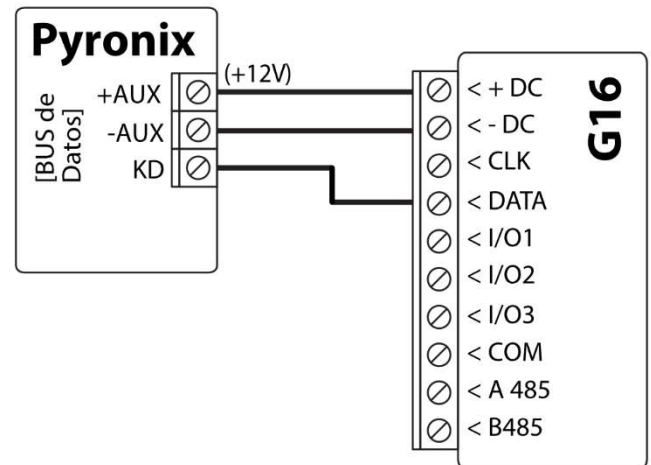 Pyronix
(+12V)
+AUX
-AUX
KD
[BUS de
Datos]
G16
< + DC
< - DC
< CLK
< DATA
< I/O1
< I/O2
< I/O3
< COM
< A 485
< B485